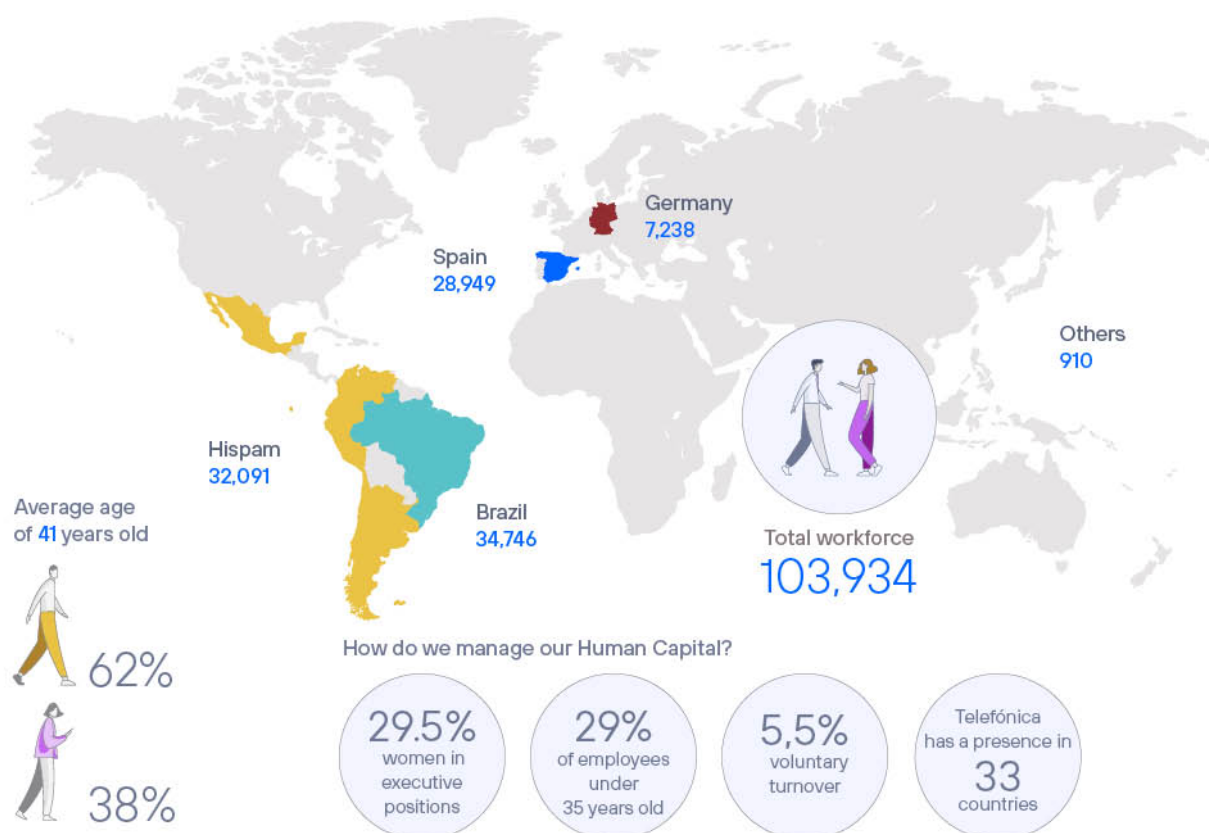 Germany
7,238
Spain
28,949
Others
910
Hispam
32,091
Brazil
34,746
Average age
of 41 years old
62%
38%
Total workforce
103,934
How do we manage our Human Capital?
29.5%
women in
executive
positions
29%
of employees
under
35 years old
5,5%
voluntary
turnover
Telefónica
has a presence in
33
countries